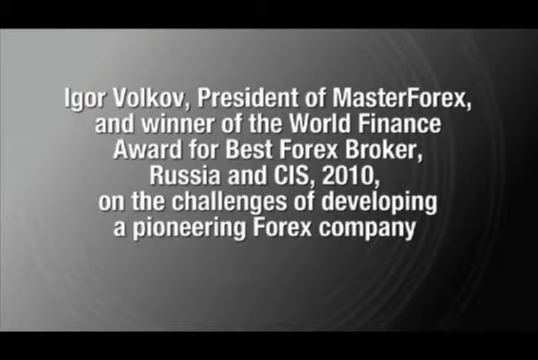 Igor Volkov, President of MasterForex,
and winner of the World Finance
Award for Best Forex Broker,
Russia and CIS, 2010,
on the challenges of developing
a pioneering Forex company